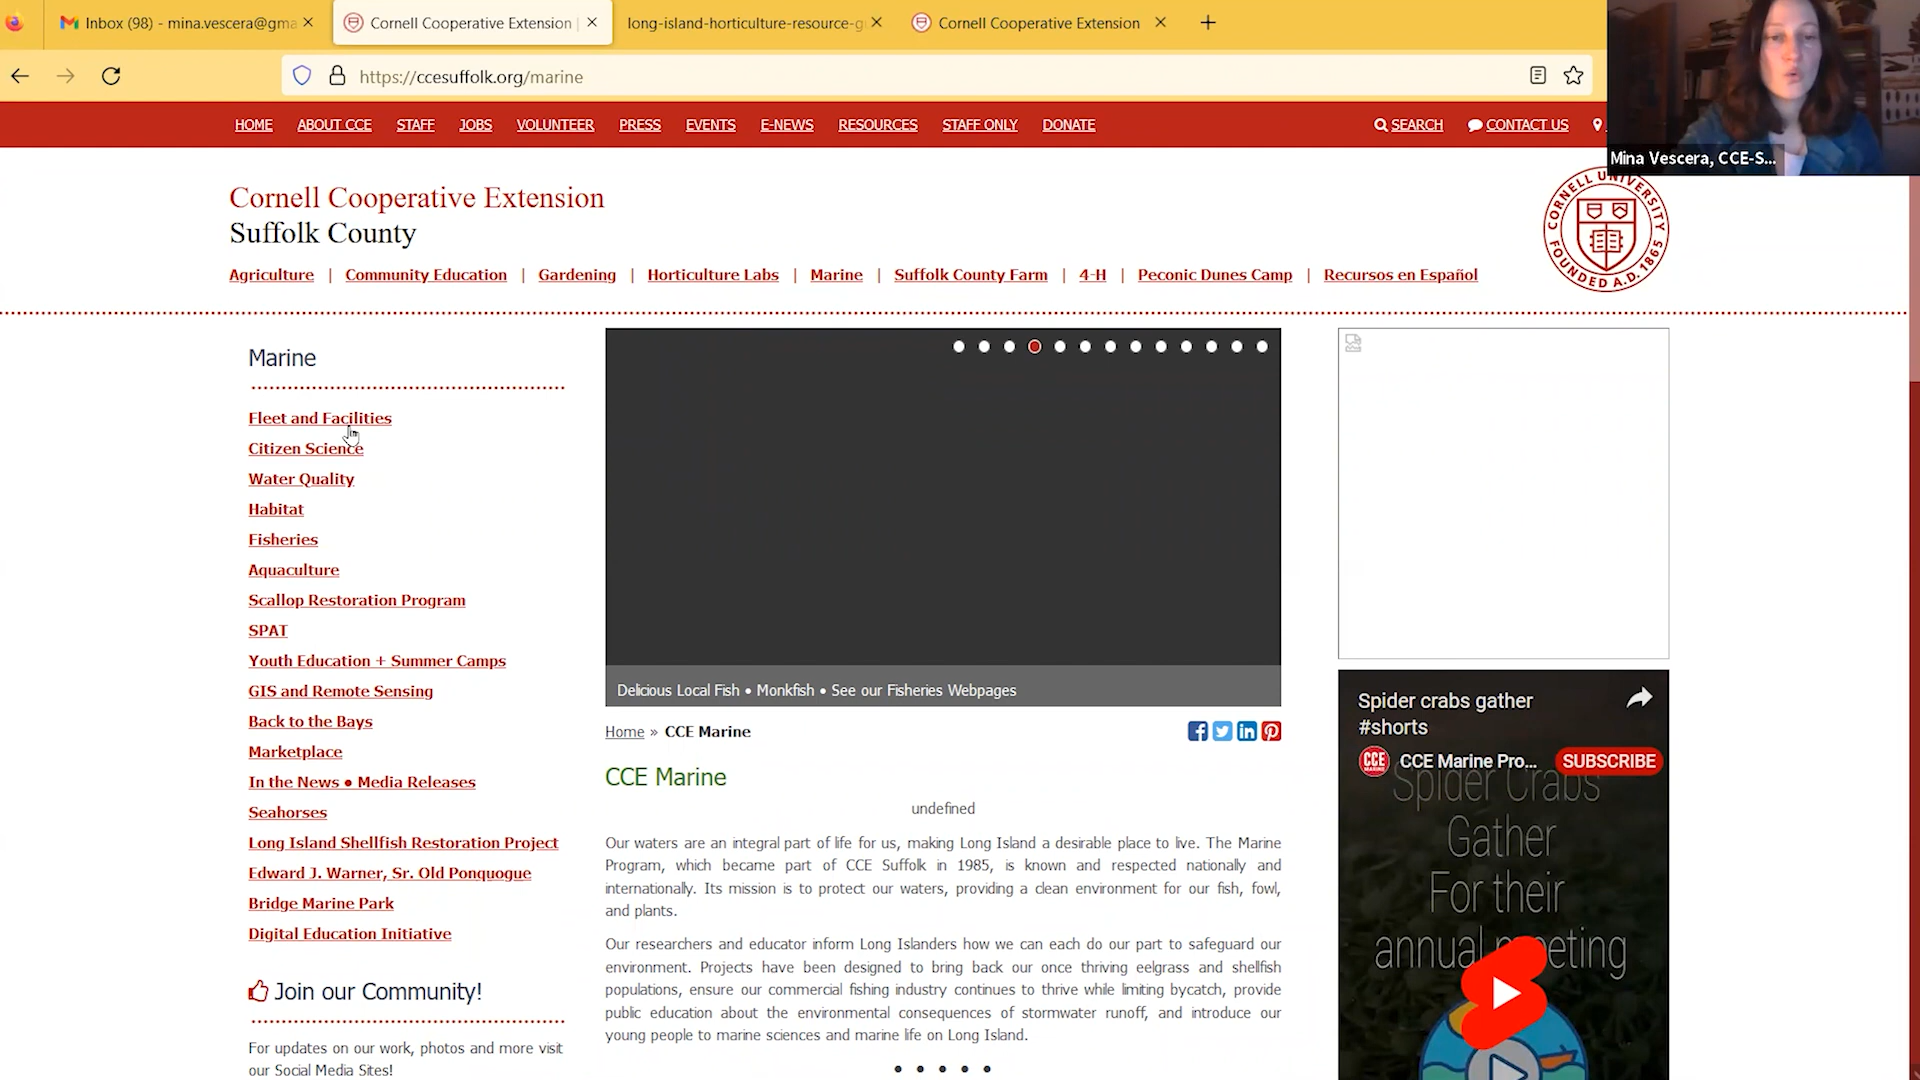 Inbox (98) - mina.vescera@gma
Cornell Cooperative Extension |
long-island-horticulture-resource-g
Cornell Cooperative Extension
https://ccesuffolk.org/marine
HOME ABOUT CCE STAFF JOBS VOLUNTEER PRESS EVENTS E-NEWS RESOURCES STAFF ONLY DONATE SEARCH CONTACT US
Mina Vescera, CCE-S...
Cornell Cooperative Extension
Suffolk County
CORNELL UNIVERSITY
FOUNDED A.D. 1865
Agriculture | Community Education | Gardening | Horticulture Labs | Marine | Suffolk County Farm | 4-H | Peconic Dunes Camp | Recursos en Español
Marine
Fleet and Facilities
Citizen Science
Water Quality
Habitat
Fisheries
Aquaculture
Scallop Restoration Program
SPAT
Youth Education + Summer Camps
GIS and Remote Sensing
Back to the Bays
Marketplace
In the News ● Media Releases
Seahorses
Long Island Shellfish Restoration Project
Edward J. Warner, Sr. Old Ponquogue
Bridge Marine Park
Digital Education Initiative
Join our Community!
For updates on our work, photos and more visit
our Social Media Sites!
Delicious Local Fish • Monkfish • See our Fisheries Webpages
Home » CCE Marine
CCE Marine
undefined
Our waters are an integral part of life for us, making Long Island a desirable place to live. The Marine
Program, which became part of CCE Suffolk in 1985, is known and respected nationally and
internationally. Its mission is to protect our waters, providing a clean environment for our fish, fowl,
and plants.
Our researchers and educator inform Long Islanders how we can each do our part to safeguard our
environment. Projects have been designed to bring back our once thriving eelgrass and shellfish
populations, ensure our commercial fishing industry continues to thrive while limiting bycatch, provide
public education about the environmental consequences of stormwater runoff, and introduce our
young people to marine sciences and marine life on Long Island.
Spider crabs gather
#shorts
CCE
CCE Marine Pro...
SUBSCRIBE
Spider Crabs
Gather
For their
annual meeting